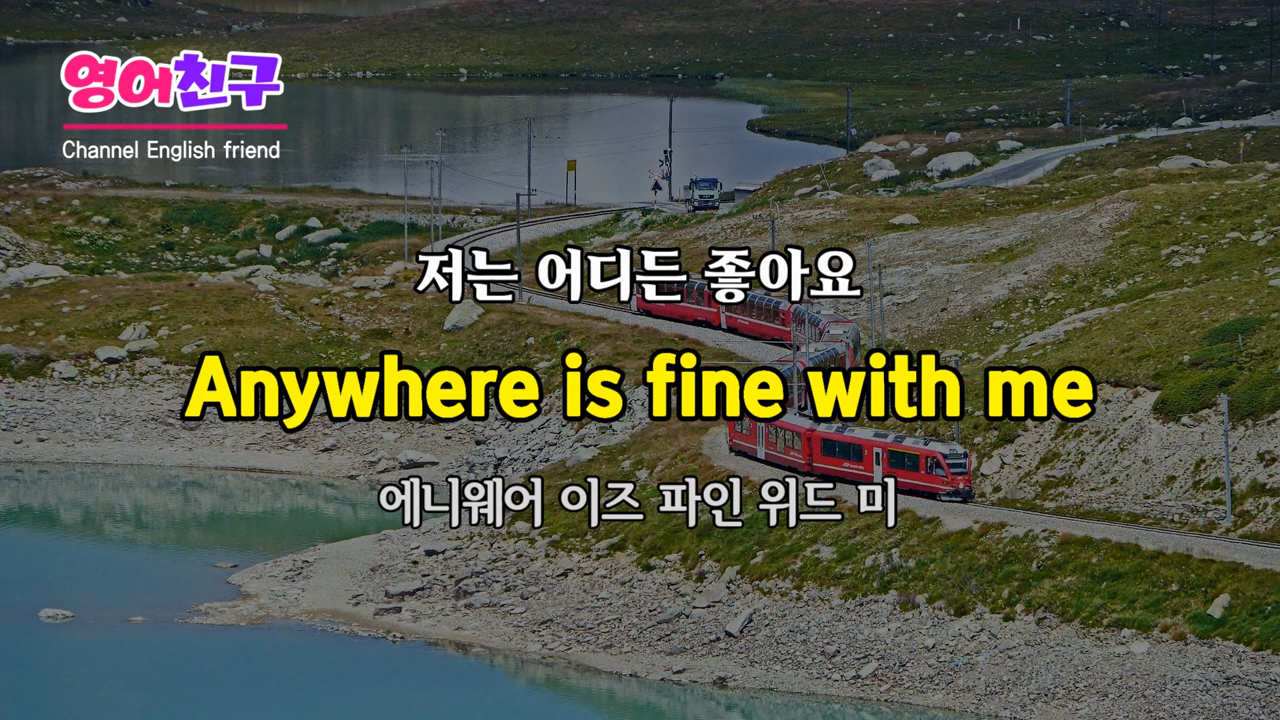 영어친구
Channel English friend
저는 어디든 좋아요
Anywhere is fine with me
에니웨어 이즈 파인 위드 미